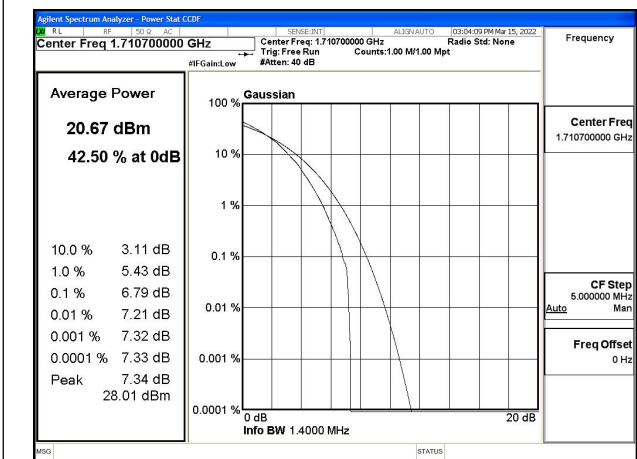 Agilent Spectrum Analyzer - Power Stat CCDF
RL RF 50 Ω AC SENSE:INT ALIGN AUTO 03:04:09 PM Mar 15, 2022
Center Freq 1.710700000 GHz
Center Freq: 1.710700000 GHz Radio Std: None
Trig: Free Run Counts:1.00 M/1.00 Mpt
#IFGain:Low #Atten: 40 dB
Frequency
Average Power
20.67 dBm
42.50 % at 0dB
10.0 % 3.11 dB
1.0 % 5.43 dB
0.1 % 6.79 dB
0.01 % 7.21 dB
0.001 % 7.32 dB
0.0001 % 7.33 dB
Peak 7.34 dB
28.01 dBm
Gaussian
100 %
10 %
1 %
0.1 %
0.01 %
0.001 %
0.0001 %
0 dB 20 dB
Info BW 1.4000 MHz
Center Freq
1.710700000 GHz
CF Step
5.000000 MHz
Auto Man
Freq Offset
0 Hz
MSG STATUS